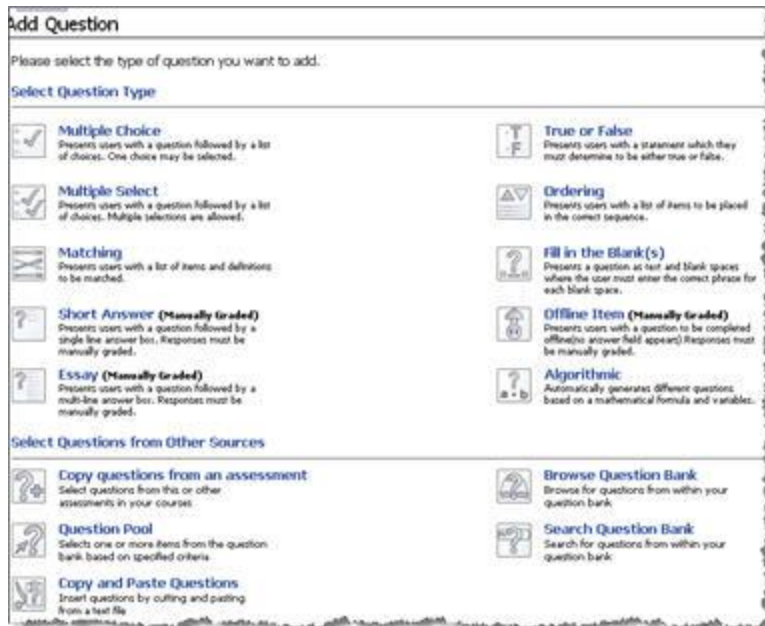 Add Question
Please select the type of question you want to add.
Select Question Type
Multiple Choice
Presents users with a question followed by a list
of choices. One choice may be selected.
True or False
Presents users with a statement which they
must determine to be either true or false.
Multiple Select
Presents users with a question followed by a list
of choices. Multiple selections are allowed.
Ordering
Presents users with a list of items to be placed
in the correct sequence.
Matching
Presents users with a list of items and definitions
to be matched.
Fill in the Blank(s)
Presents a question as text and blank spaces
where the user must enter the correct phrase for
each blank space.
Short Answer (Manually Graded)
Presents users with a question followed by a
single line answer box. Responses must be
manually graded.
Offline Item (Manually Graded)
Presents users with a question to be completed
offline(no answer field appears) Responses must
be manually graded.
Essay (Manually Graded)
Presents users with a question followed by a
multi-line answer box. Responses must be
manually graded.
Algorithmic
Automatically generates different questions
based on a mathematical formula and variables.
Select Questions from Other Sources
Copy questions from an assessment
Select questions from this or other
assessments in your courses
Browse Question Bank
Browse for questions from within your
question bank
Question Pool
Selects one or more items from the question
bank based on specified criteria
Search Question Bank
Search for questions from within your
question bank
Copy and Paste Questions
Insert questions by cutting and pasting
from a text file